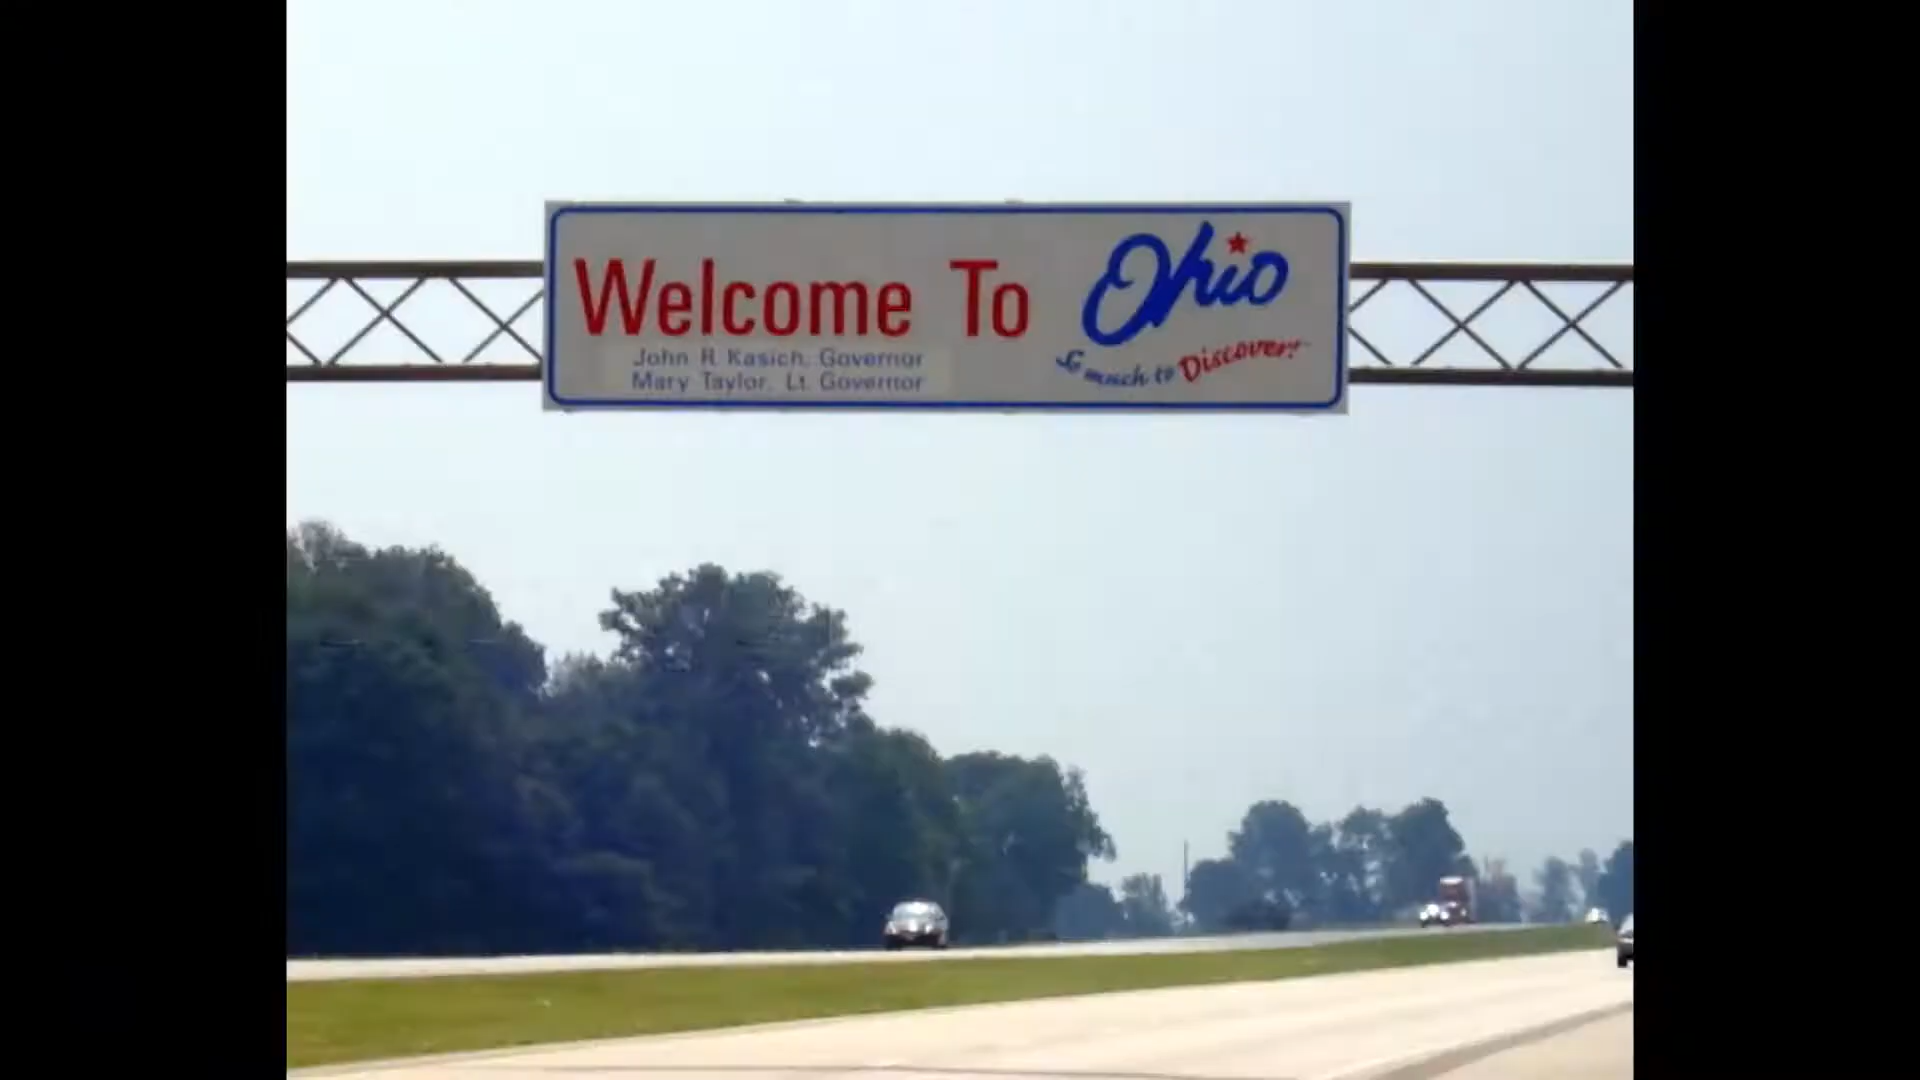 Welcome To Ohio
John R. Kasich, Governor
Mary Taylor, Lt. Governor
So much to Discover!